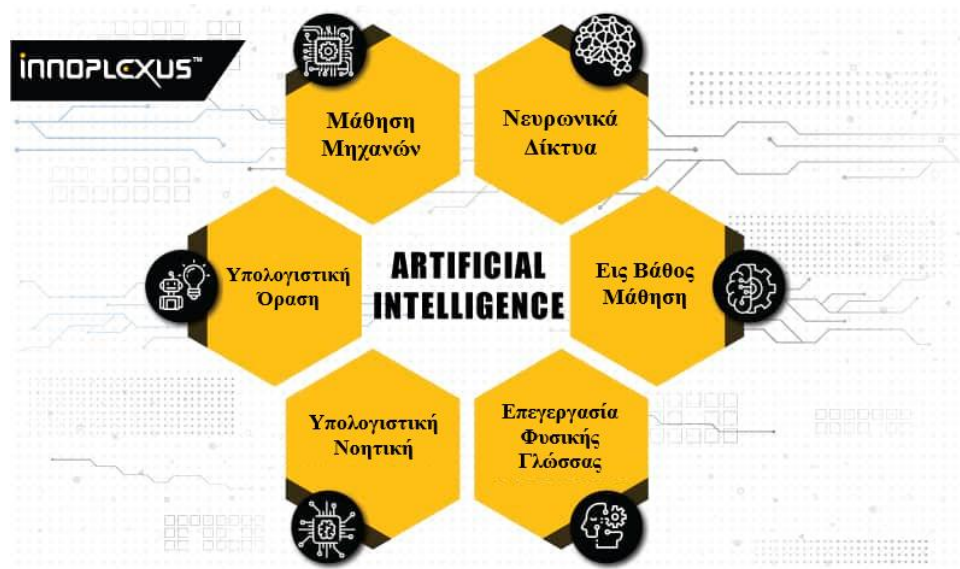 innoplexus™
Μάθηση
Μηχανών
Νευρωνικά
Δίκτυα
Υπολογιστική
Όραση
ARTIFICIAL
INTELLIGENCE
Εις Βάθος
Μάθηση
Υπολογιστική
Νοητική
Επεγεργασία
Φυσικής
Γλώσσας